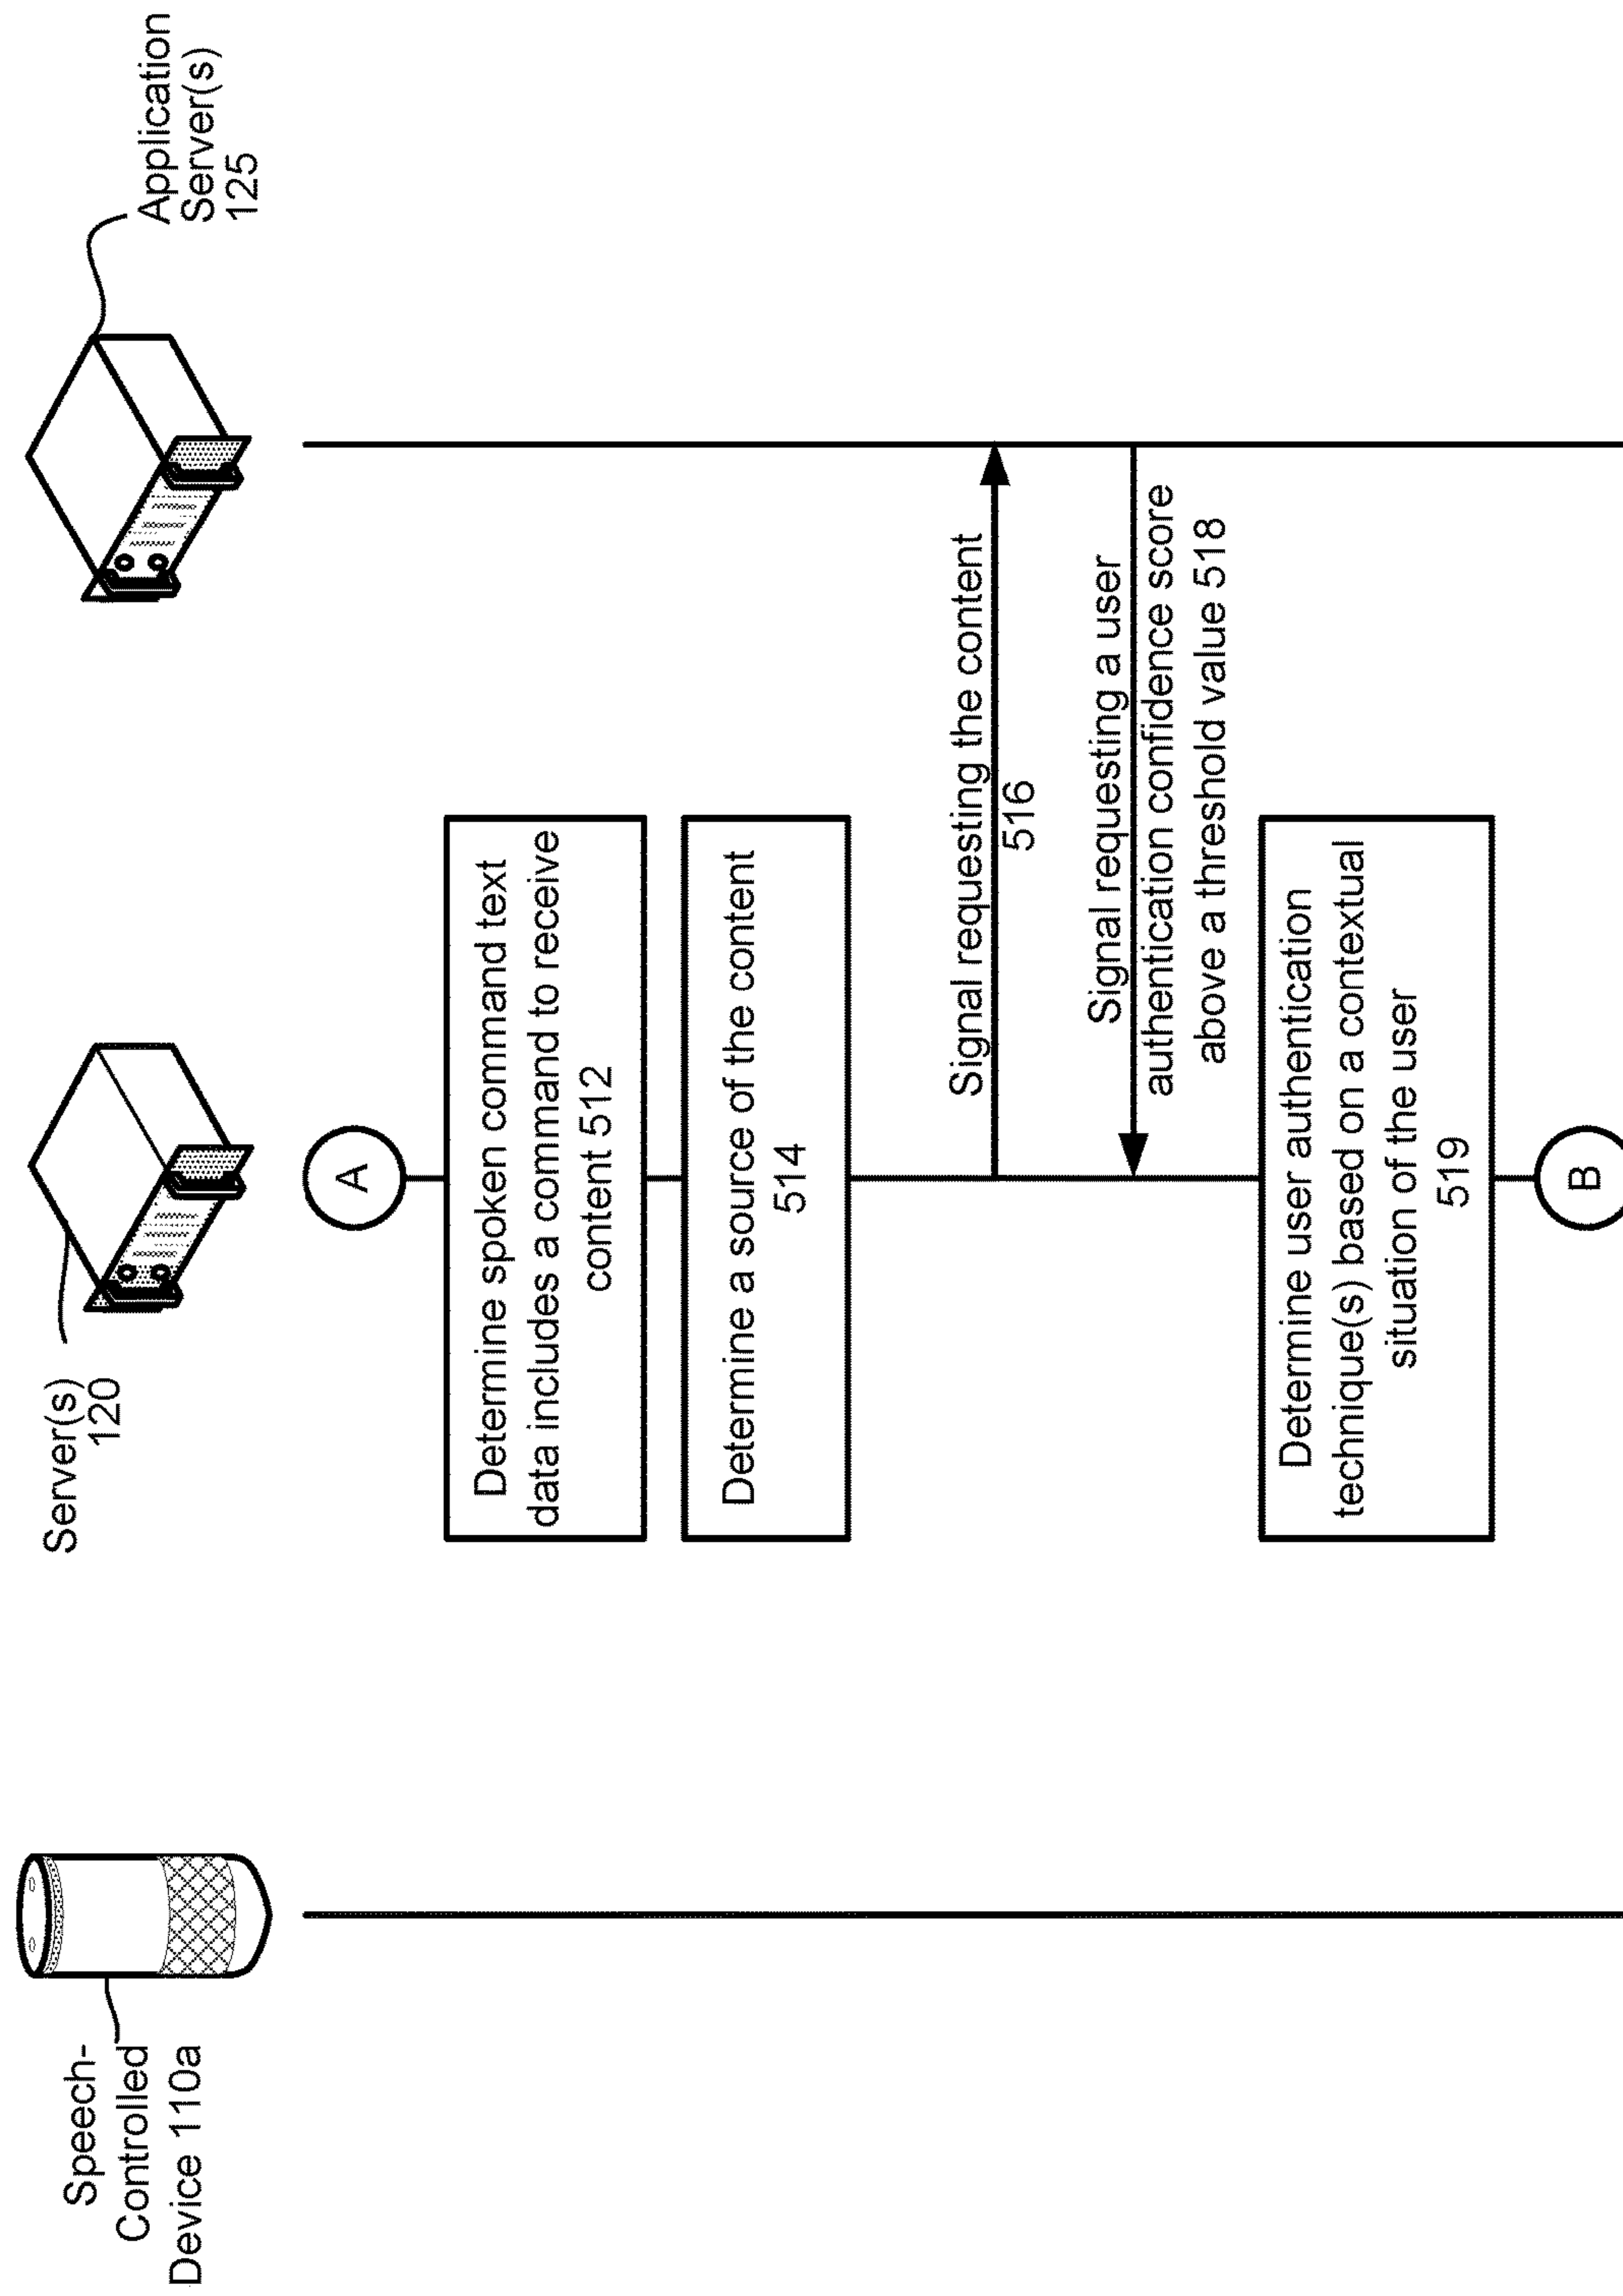 Speech-
Controlled
Device 110a
Server(s)
120
Application
Server(s)
125
A
Determine spoken command text
data includes a command to receive
content 512
Determine a source of the content
514
Signal requesting the content
516
Signal requesting a user
authentication confidence score
above a threshold value 518
Determine user authentication
technique(s) based on a contextual
situation of the user
519
B